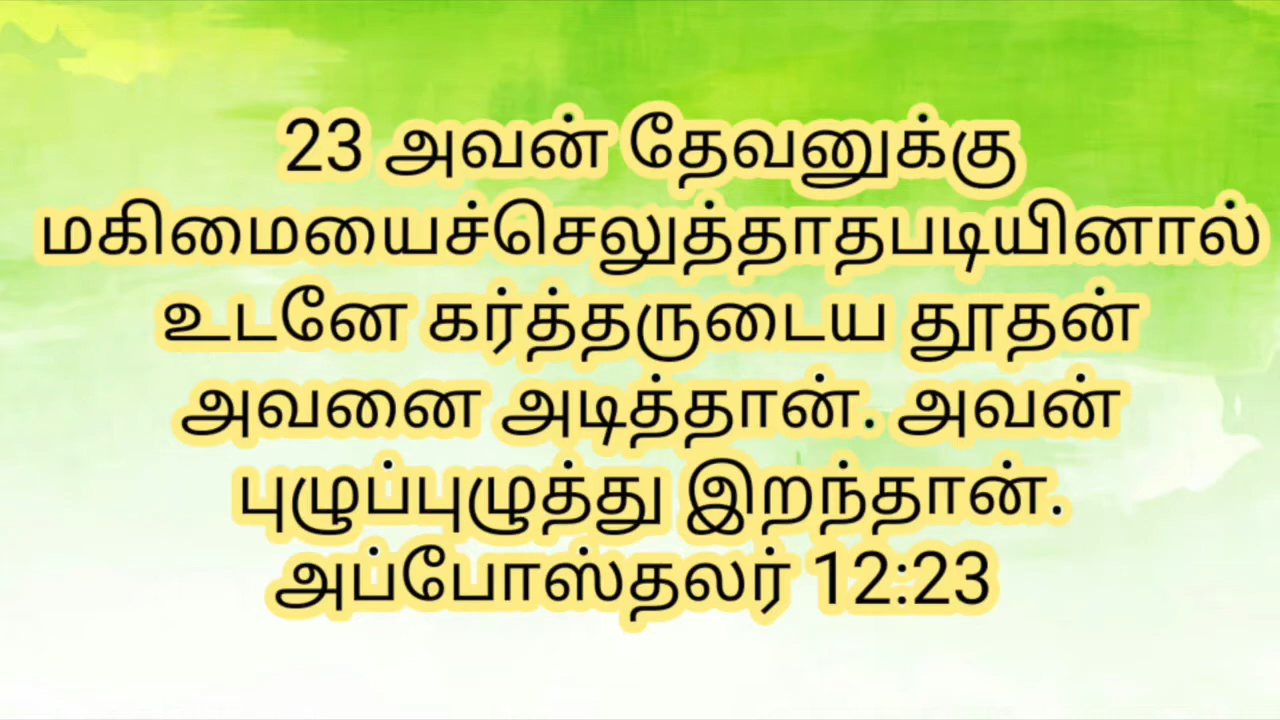 23 அவன் தேவனுக்கு
மகிமையைச்செலுத்தாதபடியினால்
உடனே கர்த்தருடைய தூதன்
அவனை அடித்தான். அவன்
புழுப்புழுத்து இறந்தான்.
அப்போஸ்தலர் 12:23